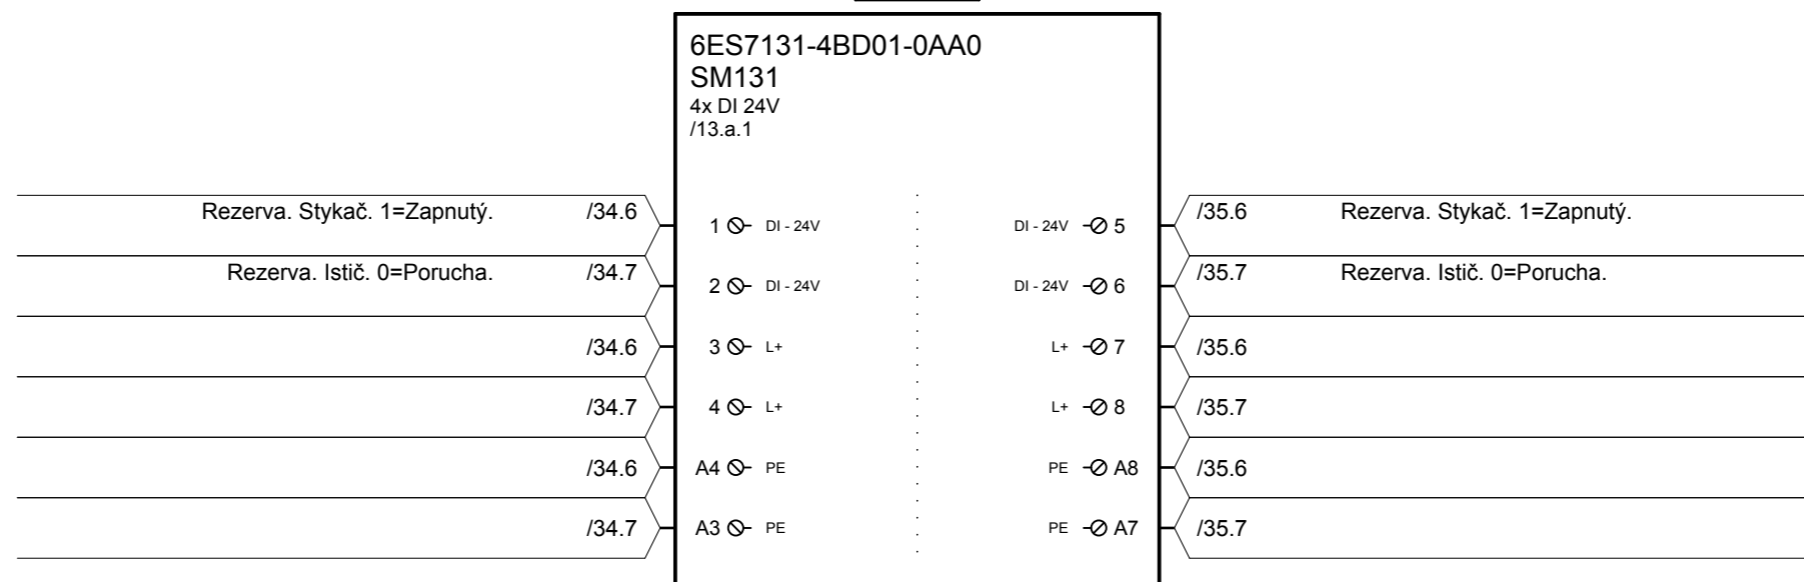 6ES7131-4BD01-0AA0
SM131
4x DI 24V
/13.a.1
Rezerva. Stykač. 1=Zapnutý. /34.6 1 DI - 24V DI - 24V 5 /35.6 Rezerva. Stykač. 1=Zapnutý.
Rezerva. Istič. 0=Porucha. /34.7 2 DI - 24V DI - 24V 6 /35.7 Rezerva. Istič. 0=Porucha.
/34.6 3 L+ L+ 7 /35.6
/34.7 4 L+ L+ 8 /35.7
/34.6 A4 PE PE A8 /35.6
/34.7 A3 PE PE A7 /35.7